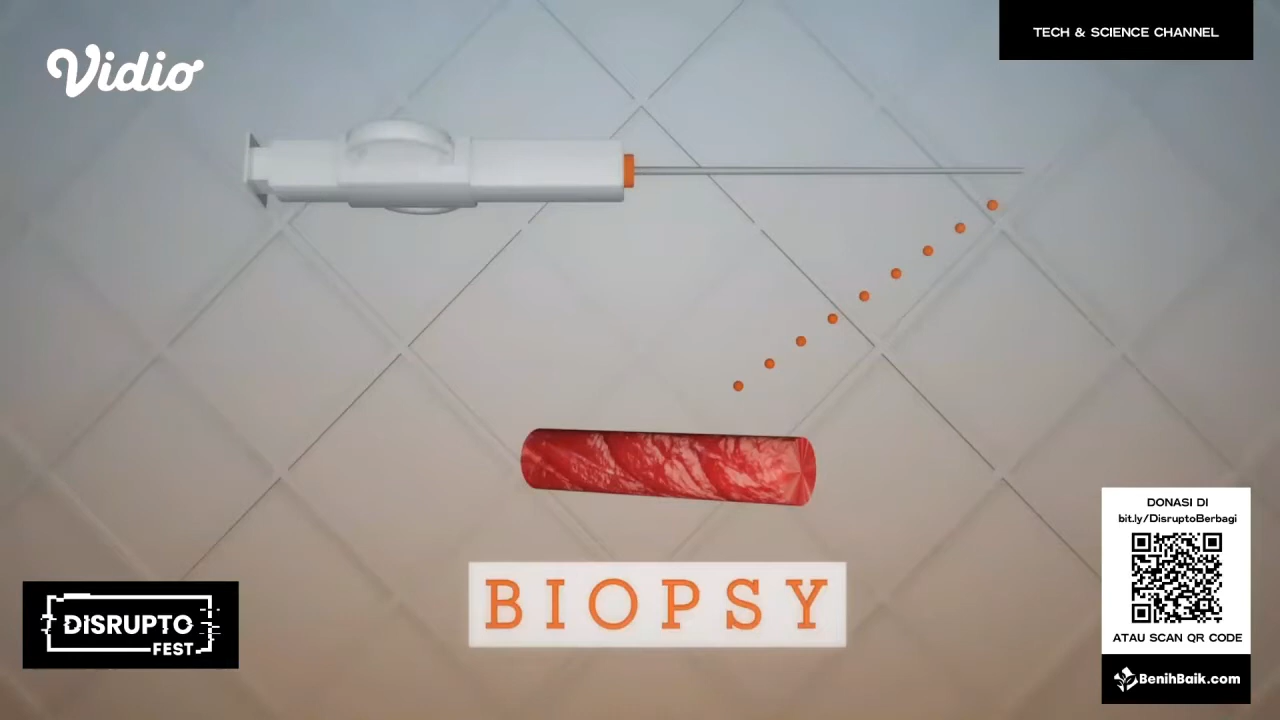 Vidio
TECH & SCIENCE CHANNEL
BIOPSY
DISRUPTO
FEST
DONASI DI
bit.ly/DisruptoBerbagi
ATAU SCAN QR CODE
BenihBaik.com